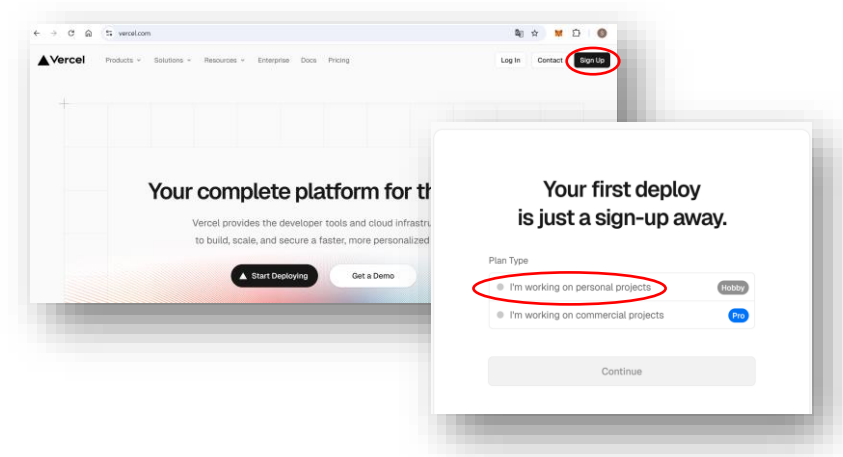 vercel.com
Vercel Products Solutions Resources Enterprise Docs Pricing Log In Contact Sign Up
Your complete platform for th
Vercel provides the developer tools and cloud infrastru
to build, scale, and secure a faster, more personalized
Start Deploying Get a Demo
Your first deploy
is just a sign-up away.
Plan Type
I'm working on personal projects Hobby
I'm working on commercial projects Pro
Continue